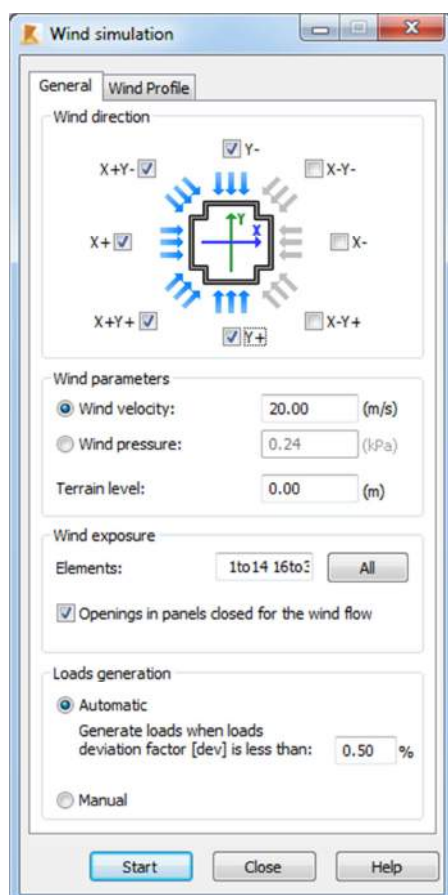 Wind simulation
General Wind Profile
Wind direction
Y-
X+Y- X-Y-
Y
X
X+ X-
X+Y+ X-Y+
Y+
Wind parameters
Wind velocity: 20.00 (m/s)
Wind pressure: 0.24 (kPa)
Terrain level: 0.00 (m)
Wind exposure
Elements: 1to14 16to3 All
Openings in panels closed for the wind flow
Loads generation
Automatic
Generate loads when loads
deviation factor [dev] is less than: 0.50 %
Manual
Start Close Help